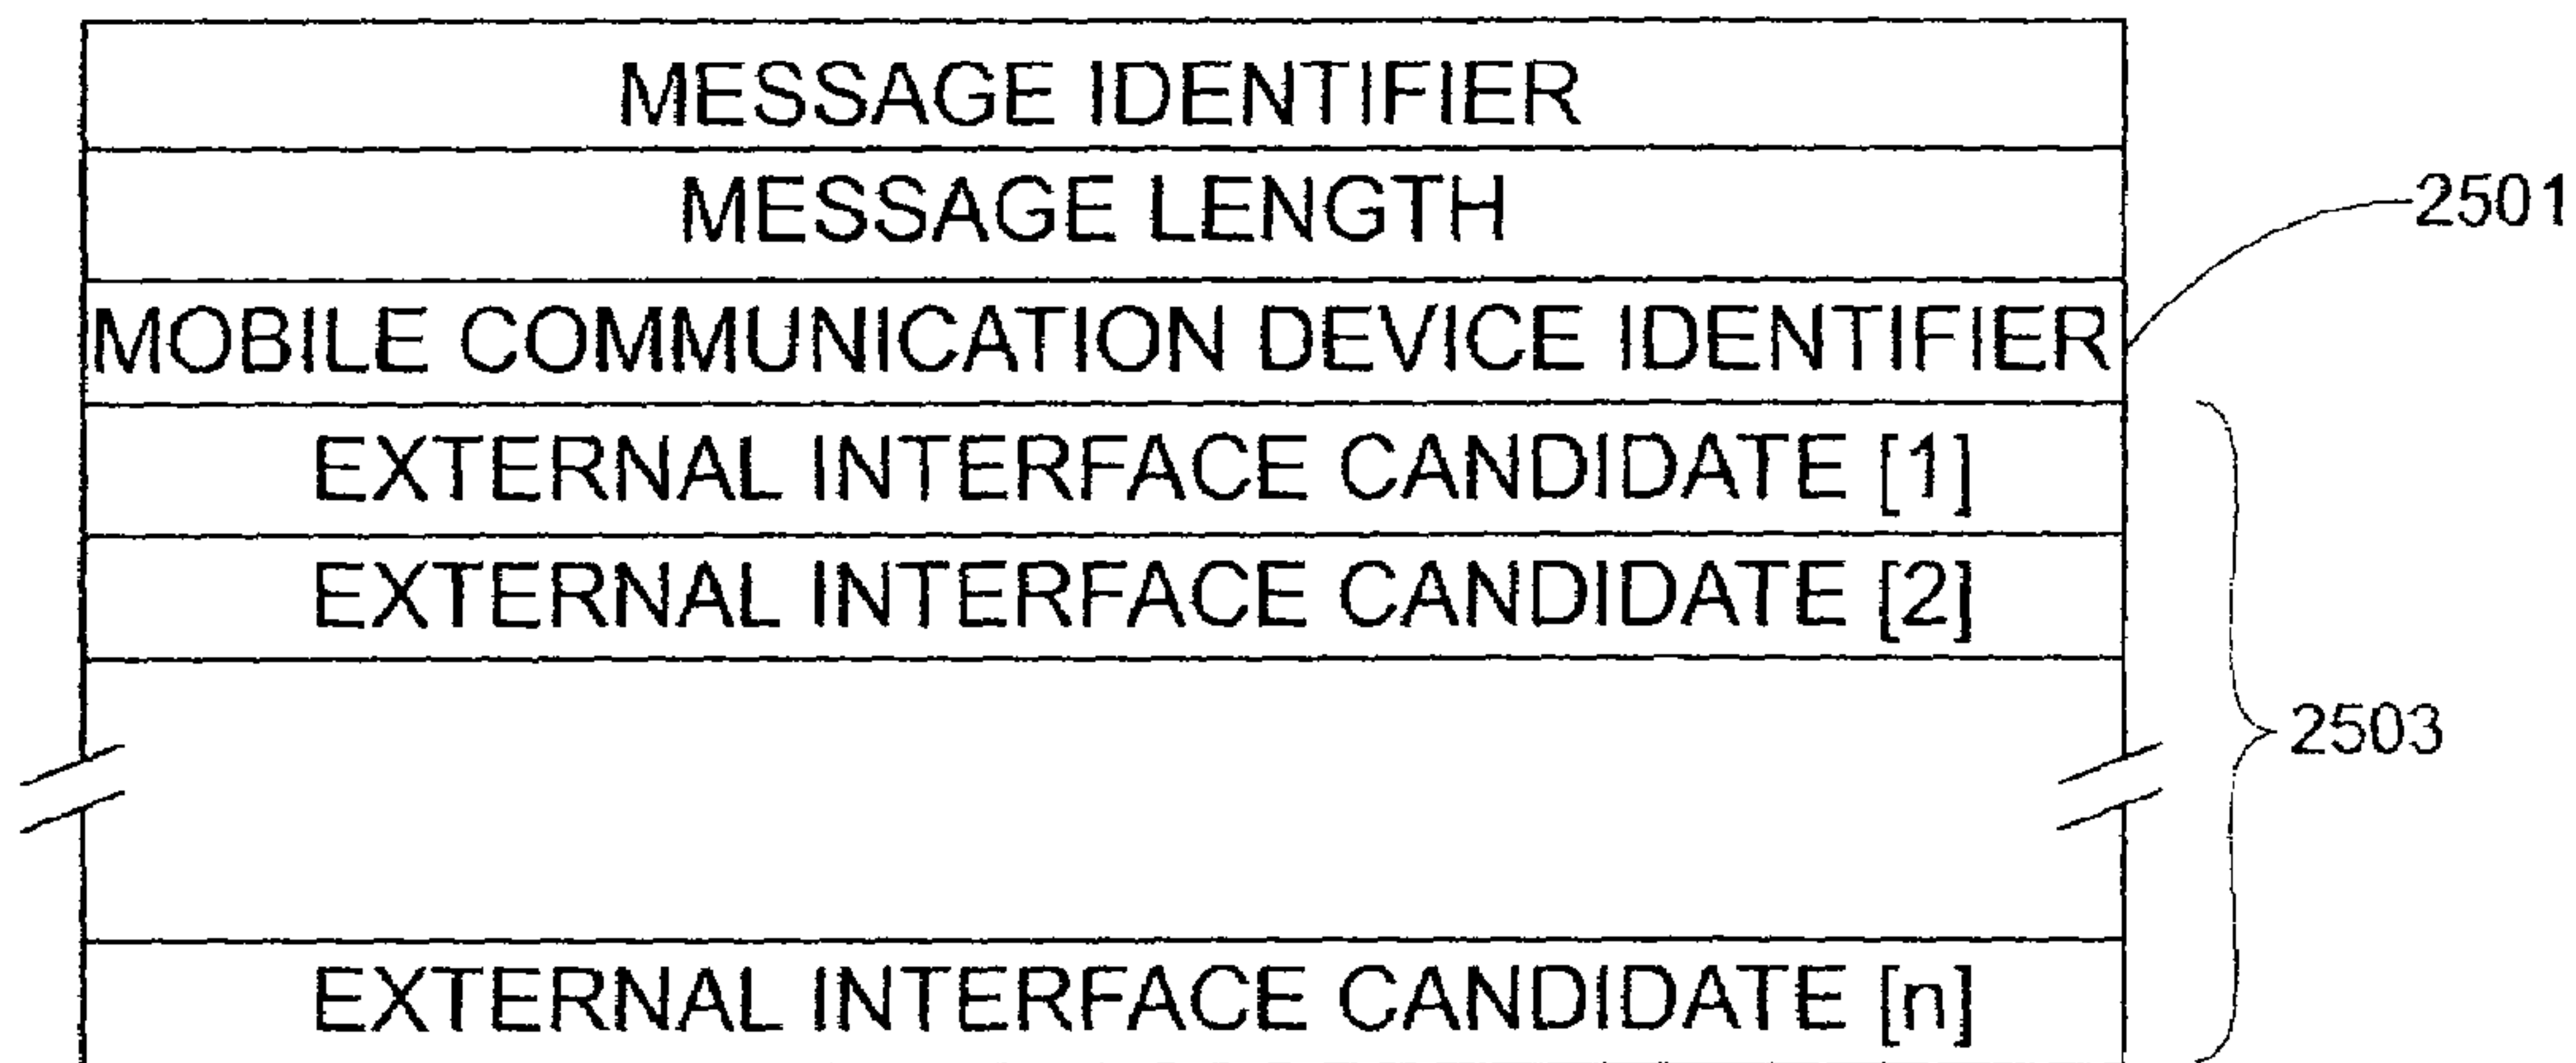 MESSAGE IDENTIFIER
MESSAGE LENGTH
2501
MOBILE COMMUNICATION DEVICE IDENTIFIER
EXTERNAL INTERFACE CANDIDATE [1]
EXTERNAL INTERFACE CANDIDATE [2]
2503
EXTERNAL INTERFACE CANDIDATE [n]